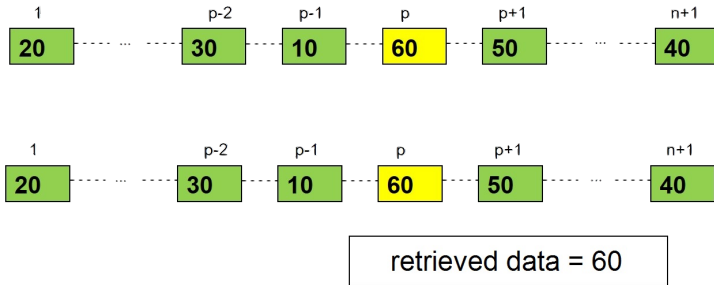 1 p-2 p-1 p p+1 n+1
20 ... 30 10 60 50 ... 40
1 p-2 p-1 p p+1 n+1
20 ... 30 10 60 50 ... 40
retrieved data = 60